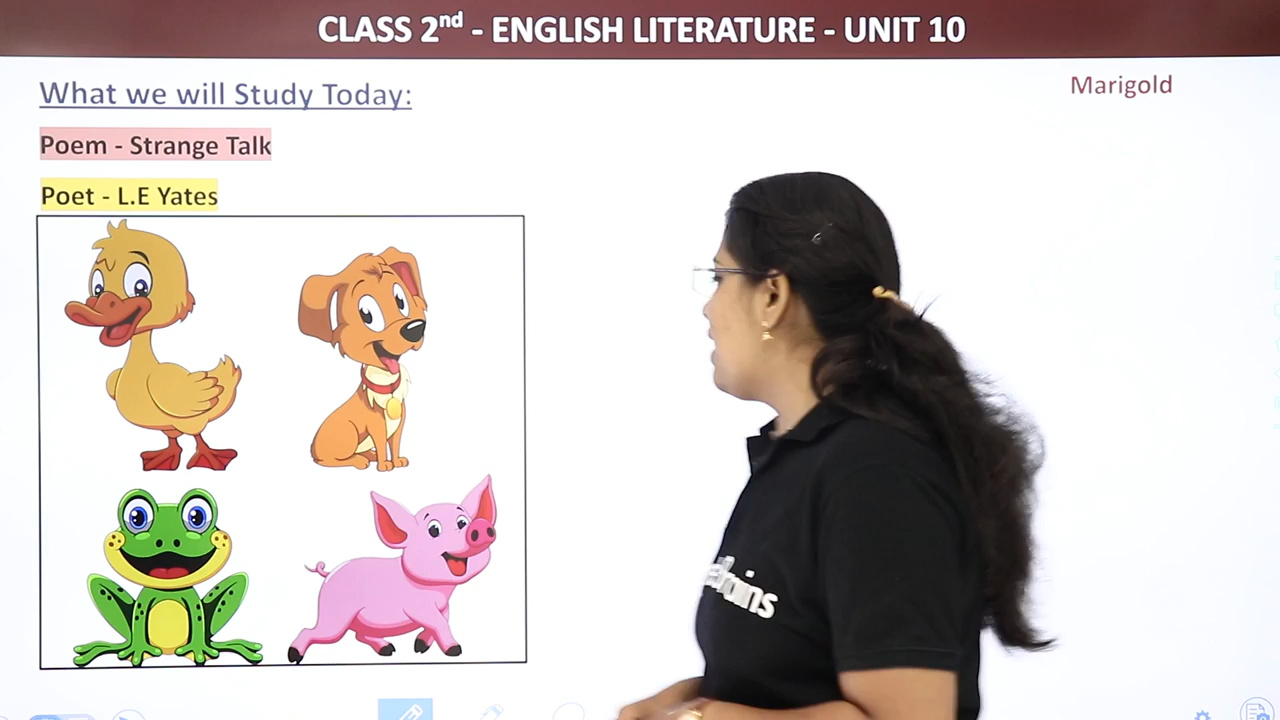 CLASS 2nd - ENGLISH LITERATURE - UNIT 10
What we will Study Today:
Marigold
Poem - Strange Talk
Poet - L.E Yates